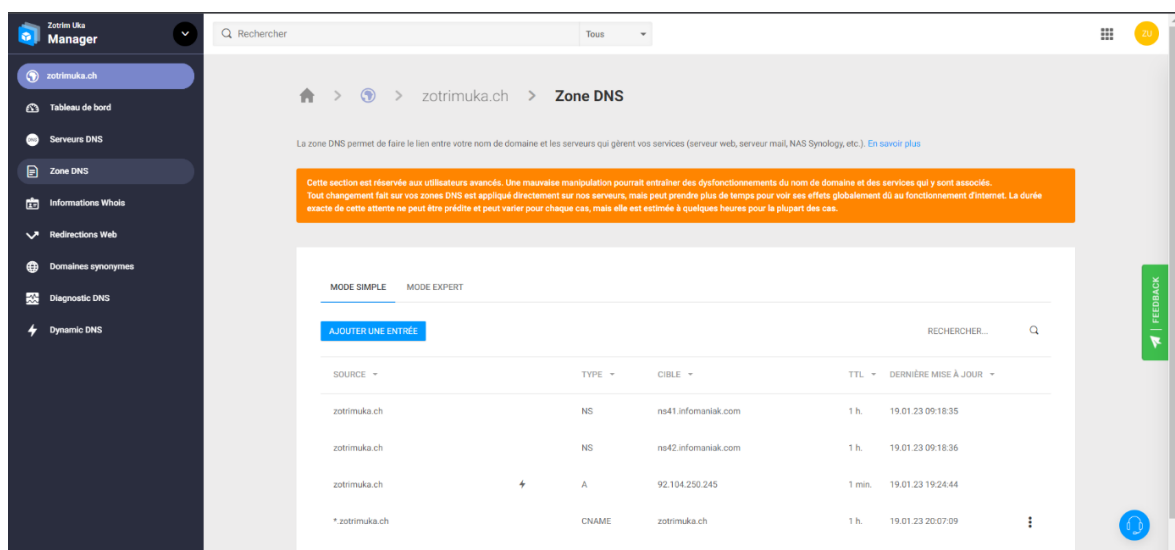 Zotrim Uka
Manager
Rechercher
Tous
ZU
zotrimuka.ch
Tableau de bord
Serveurs DNS
Zone DNS
Informations Whois
Redirections Web
Domaines synonymes
Diagnostic DNS
Dynamic DNS
> > zotrimuka.ch > Zone DNS
La zone DNS permet de faire le lien entre votre nom de domaine et les serveurs qui gèrent vos services (serveur web, serveur mail, NAS Synology, etc.). En savoir plus
Cette section est réservée aux utilisateurs avancés. Une mauvaise manipulation pourrait entraîner des dysfonctionnements du nom de domaine et des services qui y sont associés.
Tout changement fait sur vos zones DNS est appliqué directement sur nos serveurs, mais peut prendre plus de temps pour voir ses effets globalement dû au fonctionnement d'internet. La durée
exacte de cette attente ne peut être prédite et peut varier pour chaque cas, mais elle est estimée à quelques heures pour la plupart des cas.
MODE SIMPLE MODE EXPERT
AJOUTER UNE ENTRÉE RECHERCHER...
SOURCE TYPE CIBLE TTL DERNIÈRE MISE À JOUR
zotrimuka.ch NS ns41.infomaniak.com 1 h. 19.01.23 09:18:35
zotrimuka.ch NS ns42.infomaniak.com 1 h. 19.01.23 09:18:36
zotrimuka.ch A 92.104.250.245 1 min. 19.01.23 19:24:44
*.zotrimuka.ch CNAME zotrimuka.ch 1 h. 19.01.23 20:07:09
FEEDBACK